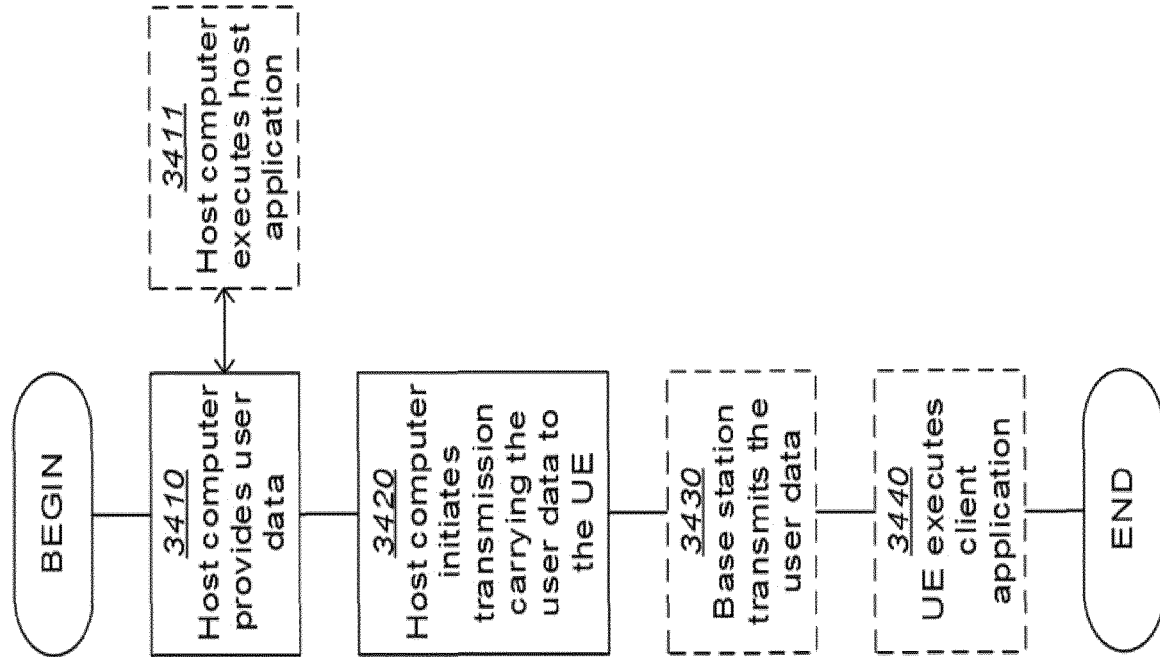 BEGIN
3410
Host computer
provides user
data
3411
Host computer
executes host
application
3420
Host computer
initiates
transmission
carrying the
user data to
the UE
3430
Base station
transmits the
user data
3440
UE executes
client
application
END